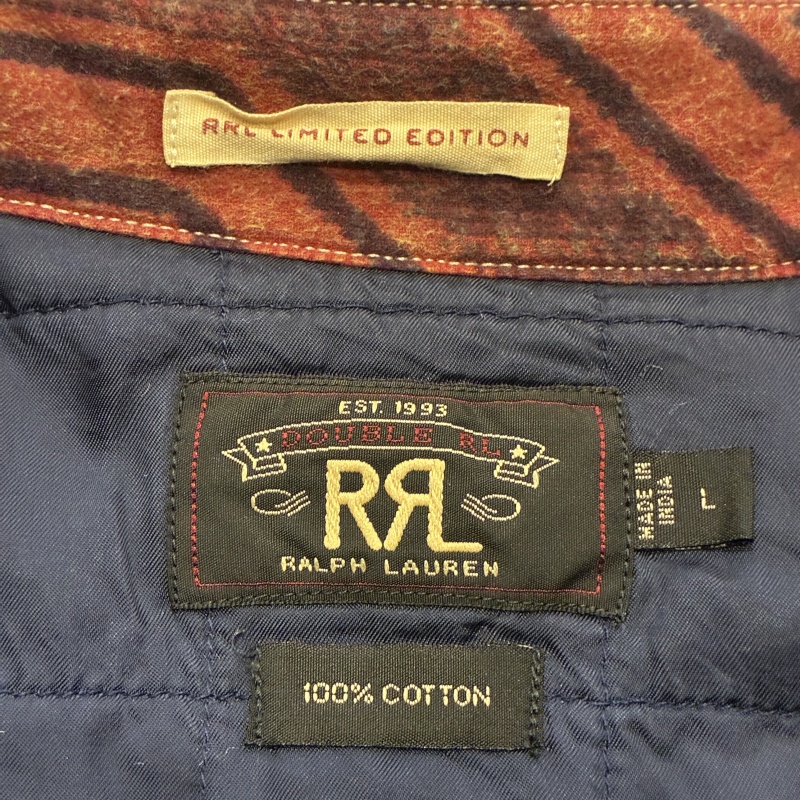 RRL LIMITED EDITION
EST. 1993
DOUBLE RL
RRL
RALPH LAUREN
MADE IN
INDIA
L
100% COTTON